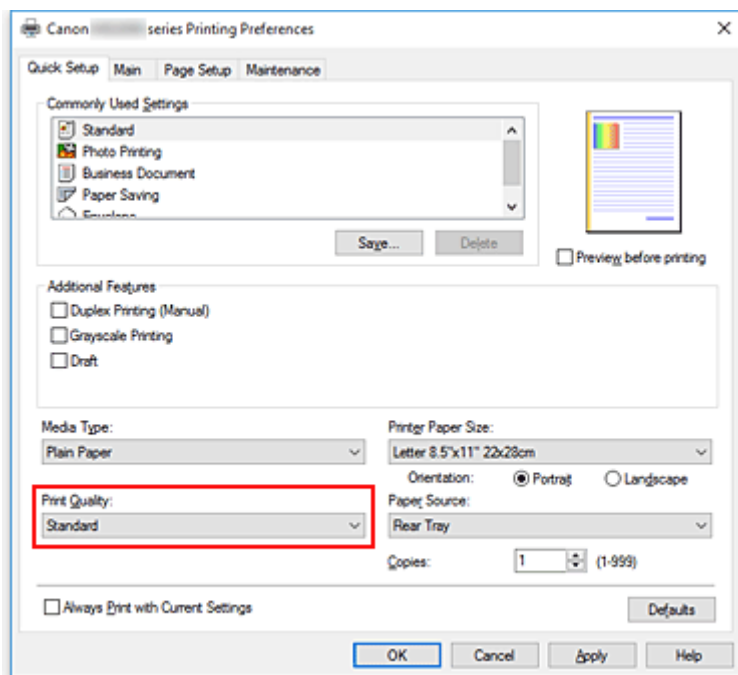 Canon series Printing Preferences
Quick Setup Main Page Setup Maintenance
Commonly Used Settings
Standard
Photo Printing
Business Document
Paper Saving
Envelope
Save... Delete
Preview before printing
Additional Features
Duplex Printing (Manual)
Grayscale Printing
Draft
Media Type:
Plain Paper
Printer Paper Size:
Letter 8.5"x11" 22x28cm
Orientation: Portrait Landscape
Print Quality:
Standard
Paper Source:
Rear Tray
Copies: 1 (1-999)
Always Print with Current Settings
Defaults
OK Cancel Apply Help